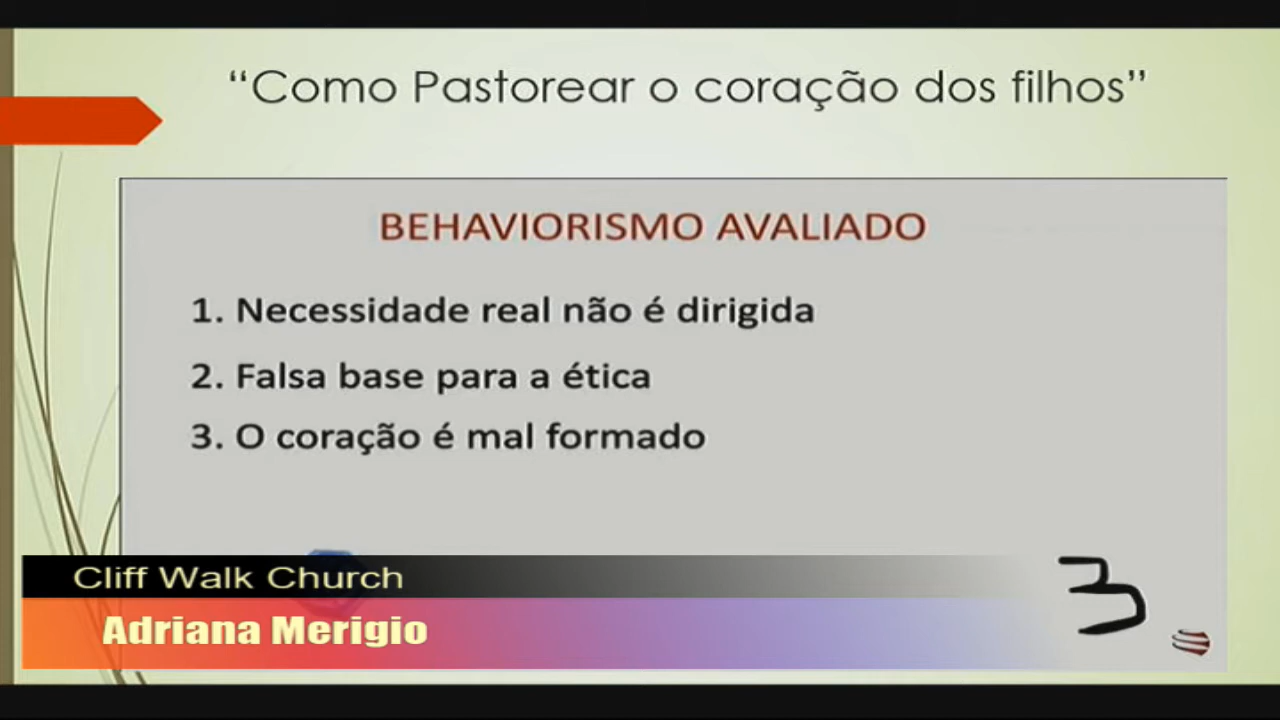 “Como Pastorear o coração dos filhos”
BEHAVIORISMO AVALIADO
1. Necessidade real não é dirigida
2. Falsa base para a ética
3. O coração é mal formado
Cliff Walk Church
Adriana Merigio
3